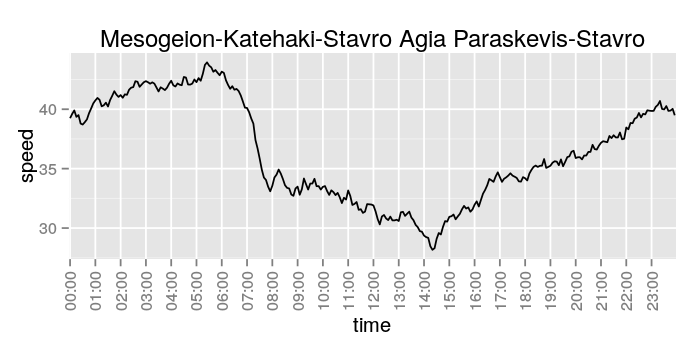 Mesogeion-Katehaki-Stavro Agia Paraskevis-Stavro
speed
40
35
30
00:00 01:00 02:00 03:00 04:00 05:00 06:00 07:00 08:00 09:00 10:00 11:00 12:00 13:00 14:00 15:00 16:00 17:00 18:00 19:00 20:00 21:00 22:00 23:00
time